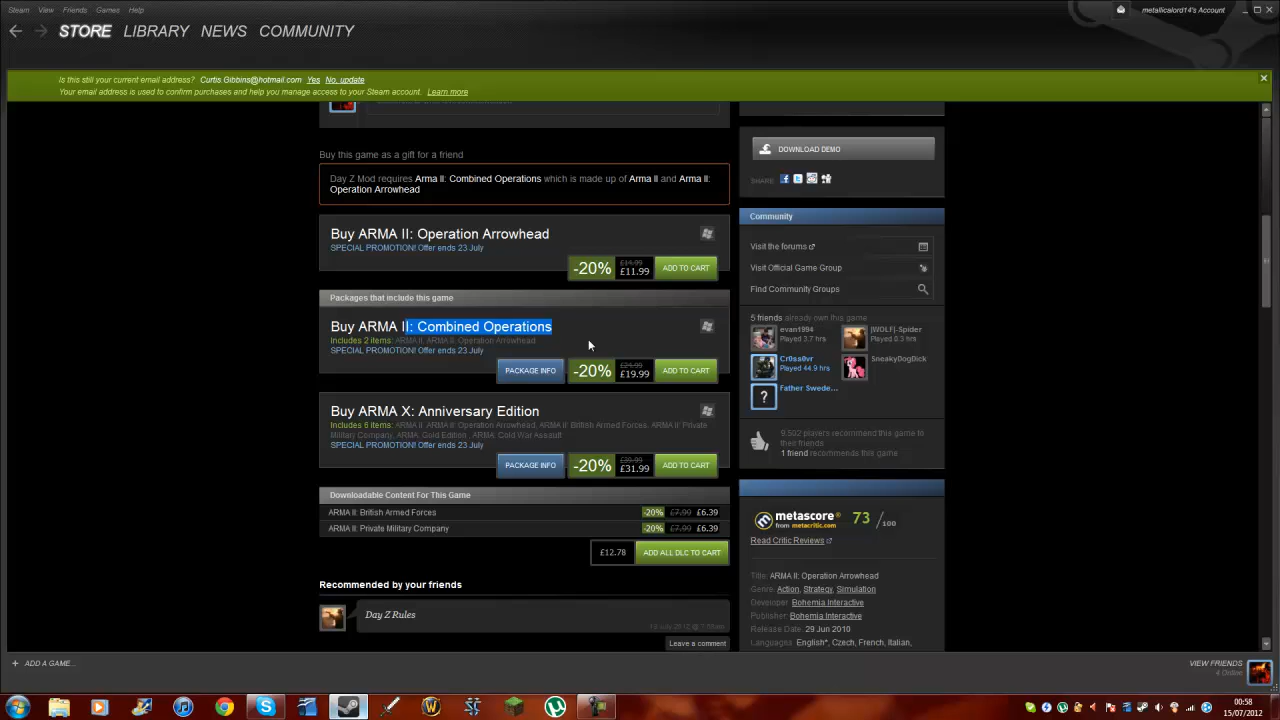 Steam View Friends Games Help
metallicalord14's Account
STORE LIBRARY NEWS COMMUNITY
Is this still your current email address? Curtis.Gibbins@hotmail.com Yes No, update
Your email address is used to confirm purchases and help you manage access to your Steam account. Learn more
Buy this game as a gift for a friend
Day Z Mod requires Arma II: Combined Operations which is made up of Arma II and Arma II:
Operation Arrowhead
Buy ARMA II: Operation Arrowhead
SPECIAL PROMOTION! Offer ends 23 July
-20% £14.99 £11.99 ADD TO CART
Packages that include this game
Buy ARMA II: Combined Operations
Includes 2 items: ARMA II, ARMA II: Operation Arrowhead
SPECIAL PROMOTION! Offer ends 23 July
PACKAGE INFO -20% £24.99 £19.99 ADD TO CART
Buy ARMA X: Anniversary Edition
Includes 6 items: ARMA II, ARMA II: Operation Arrowhead, ARMA II: British Armed Forces, ARMA II: Private
Military Company, ARMA: Gold Edition, ARMA: Cold War Assault
SPECIAL PROMOTION! Offer ends 23 July
PACKAGE INFO -20% £39.99 £31.99 ADD TO CART
Downloadable Content For This Game
ARMA II: British Armed Forces -20% £7.99 £6.39
ARMA II: Private Military Company -20% £7.99 £6.39
£12.78 ADD ALL DLC TO CART
Recommended by your friends
Day Z Rules
Leave a comment
DOWNLOAD DEMO
SHARE:
Community
Visit the forums
Visit Official Game Group
Find Community Groups
5 friends already own this game
evan1994
Played 3.7 hrs
|WOLF|-Spider
Played 0.3 hrs
Cr0ss0vr
Played 44.9 hrs
SneakyDogDick
Father Swede...
9,502 players recommend this game to
their friends
1 friend recommends this game
metascore®
from metacritic.com
73 /100
Read Critic Reviews
Title: ARMA II: Operation Arrowhead
Genre: Action, Strategy, Simulation
Developer: Bohemia Interactive
Publisher: Bohemia Interactive
Release Date: 29 Jun 2010
Languages: English*, Czech, French, Italian,
+ ADD A GAME...
VIEW FRIENDS
4 Online
00:58
15/07/2012